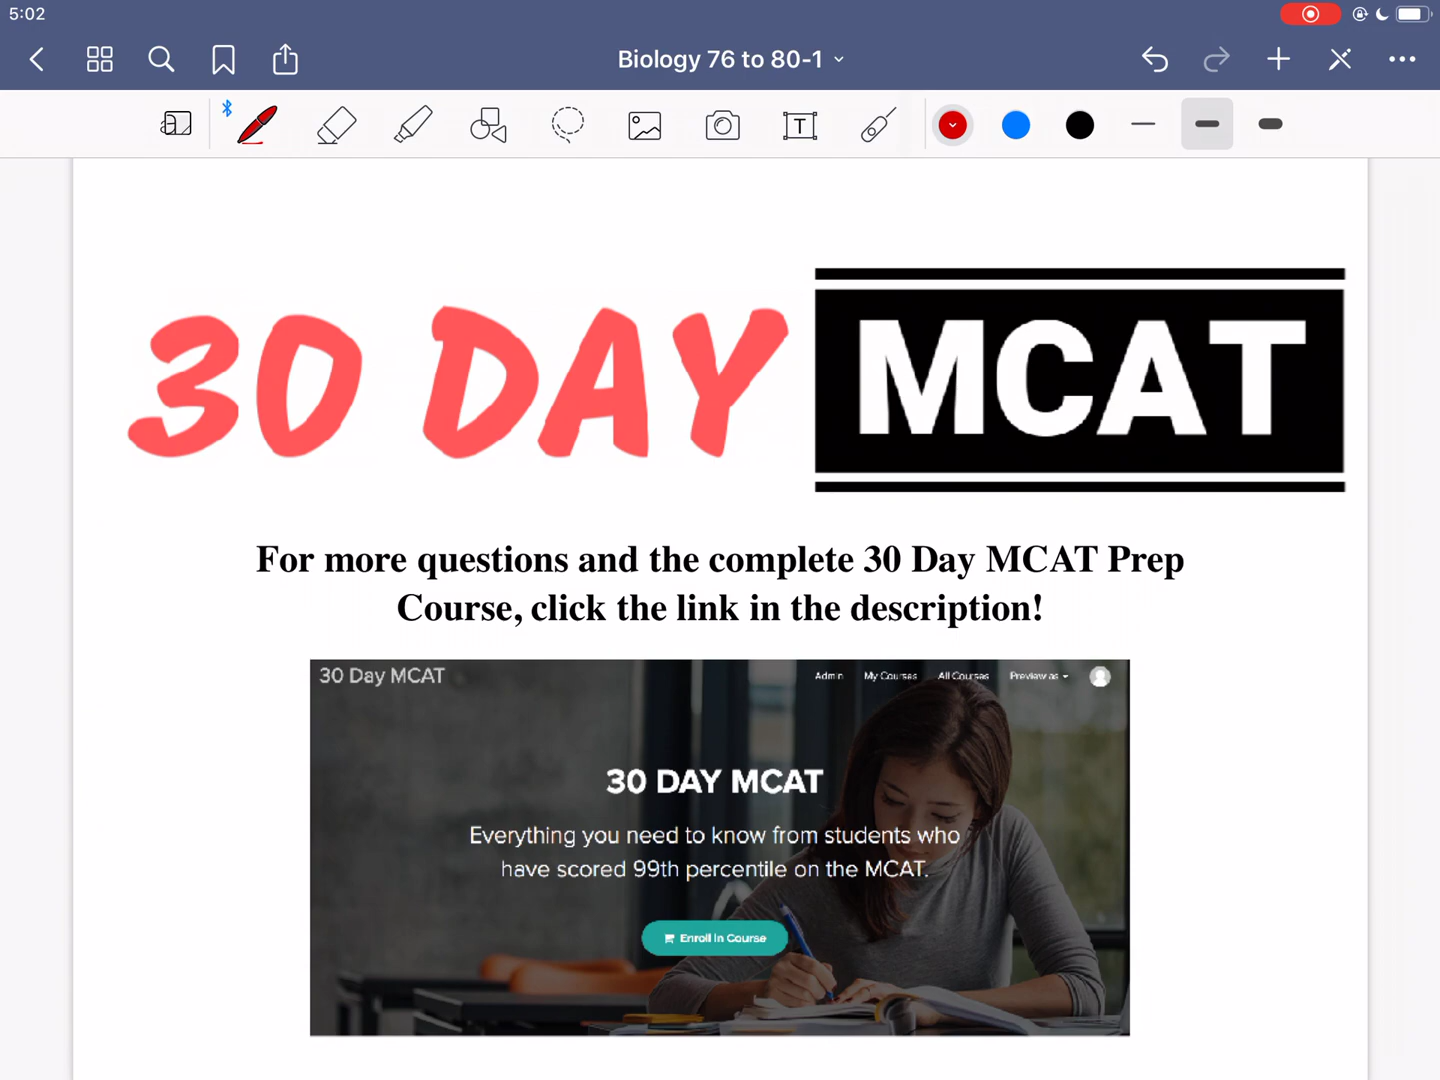 5:02
Biology 76 to 80-1
30 DAY MCAT
For more questions and the complete 30 Day MCAT Prep
Course, click the link in the description!
30 Day MCAT
Admin My Courses All Courses Preview as
30 DAY MCAT
Everything you need to know from students who
have scored 99th percentile on the MCAT.
Enroll in Course